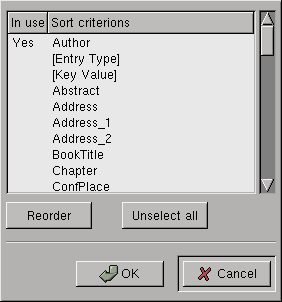 In use Sort criterions
Yes Author
[Entry Type]
[Key Value]
Abstract
Address
Address_1
Address_2
BookTitle
Chapter
ConfPlace
Reorder Unselect all
OK Cancel